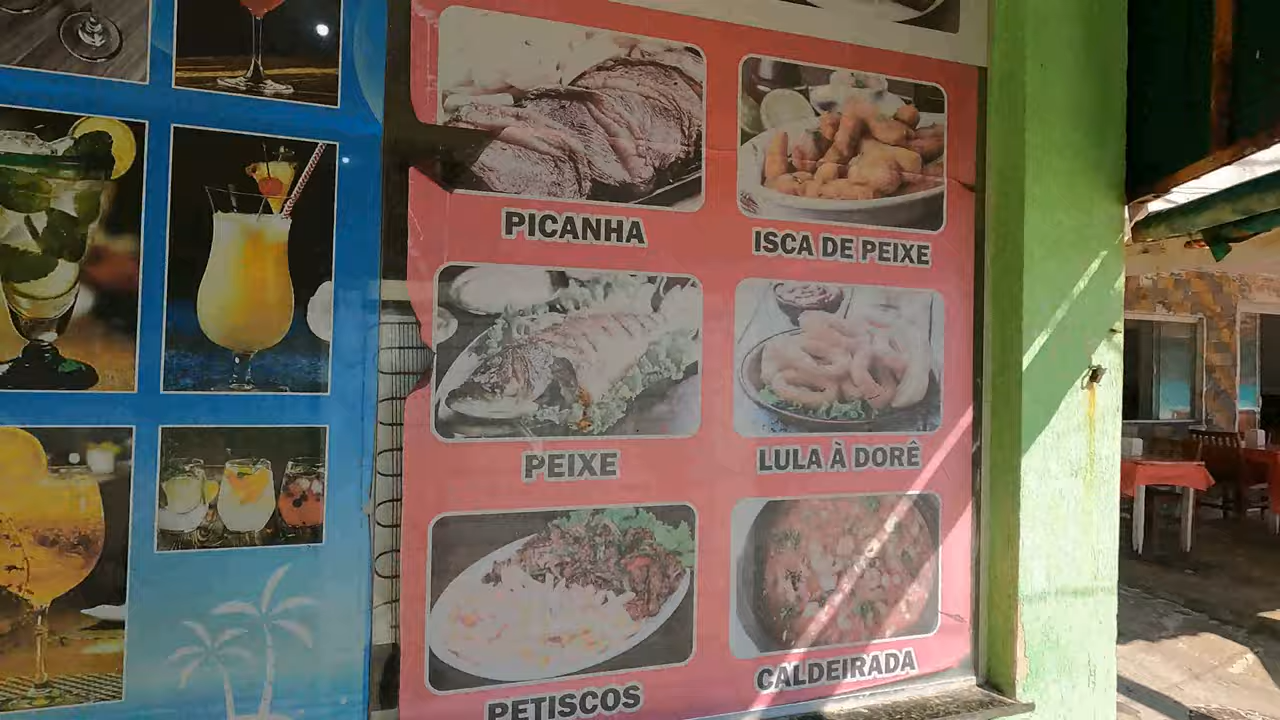 PICANHA
ISCA DE PEIXE
PEIXE
LULA À DORÊ
PETISCOS
CALDEIRADA